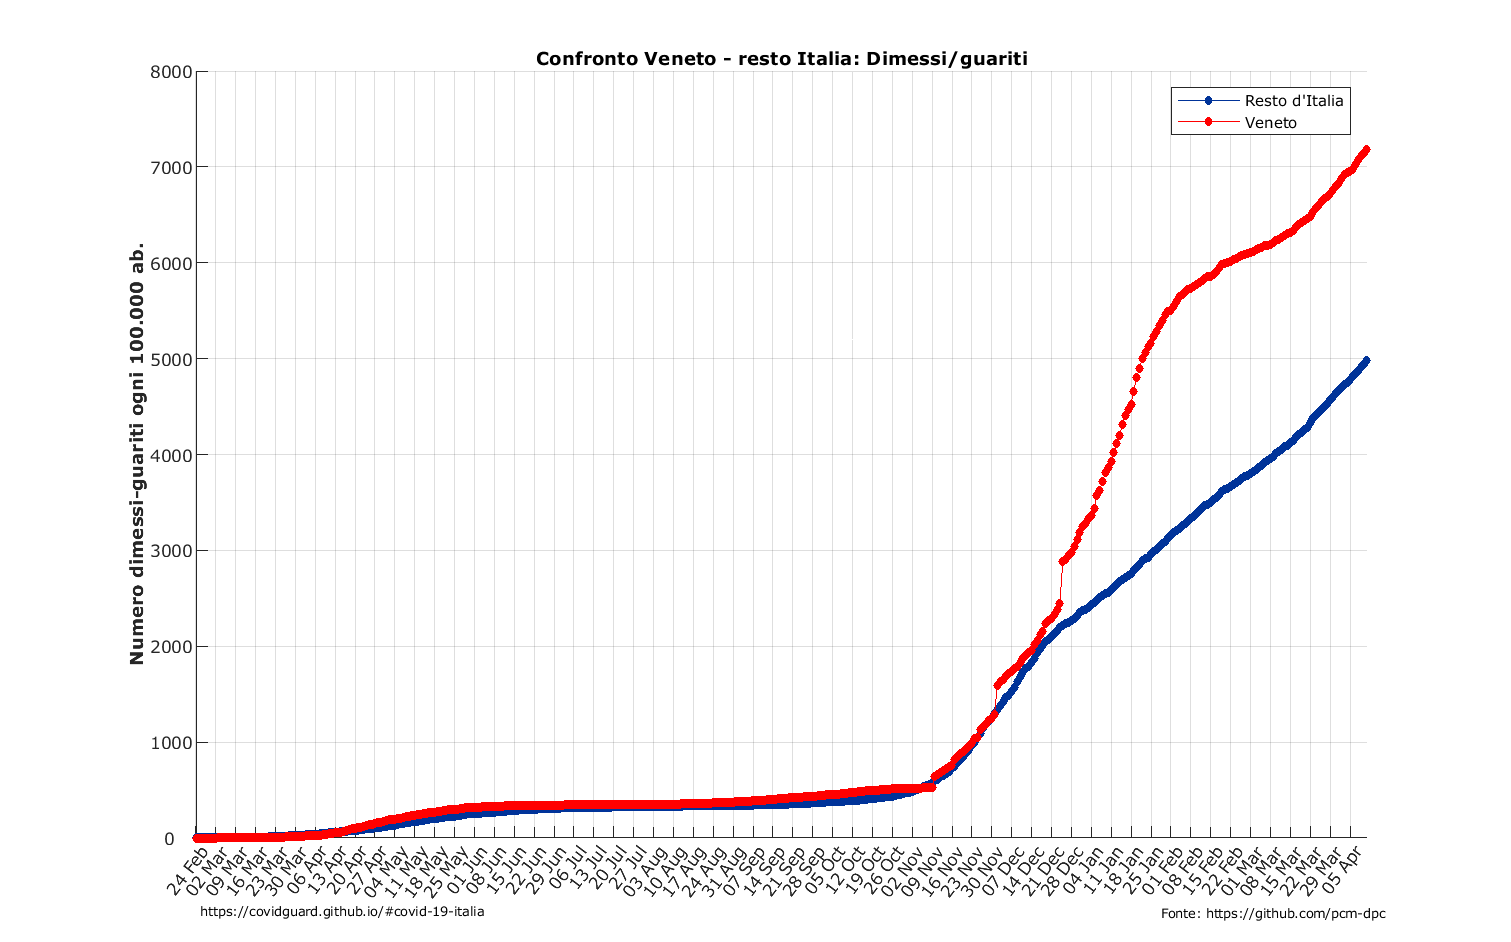 Confronto Veneto - resto Italia: Dimessi/guariti
Resto d'Italia
Veneto
Numero dimessi-guariti ogni 100.000 ab.
8000
7000
6000
5000
4000
3000
2000
1000
0
24 Feb
02 Mar
09 Mar
16 Mar
23 Mar
30 Mar
06 Apr
13 Apr
20 Apr
27 Apr
04 May
11 May
18 May
25 May
01 Jun
08 Jun
15 Jun
22 Jun
29 Jun
06 Jul
13 Jul
20 Jul
27 Jul
03 Aug
10 Aug
17 Aug
24 Aug
31 Aug
07 Sep
14 Sep
21 Sep
28 Sep
05 Oct
12 Oct
19 Oct
26 Oct
02 Nov
09 Nov
16 Nov
23 Nov
30 Nov
07 Dec
14 Dec
21 Dec
28 Dec
04 Jan
11 Jan
18 Jan
25 Jan
01 Feb
08 Feb
15 Feb
22 Feb
01 Mar
08 Mar
15 Mar
22 Mar
29 Mar
05 Apr
https://covidguard.github.io/#covid-19-italia
Fonte: https://github.com/pcm-dpc